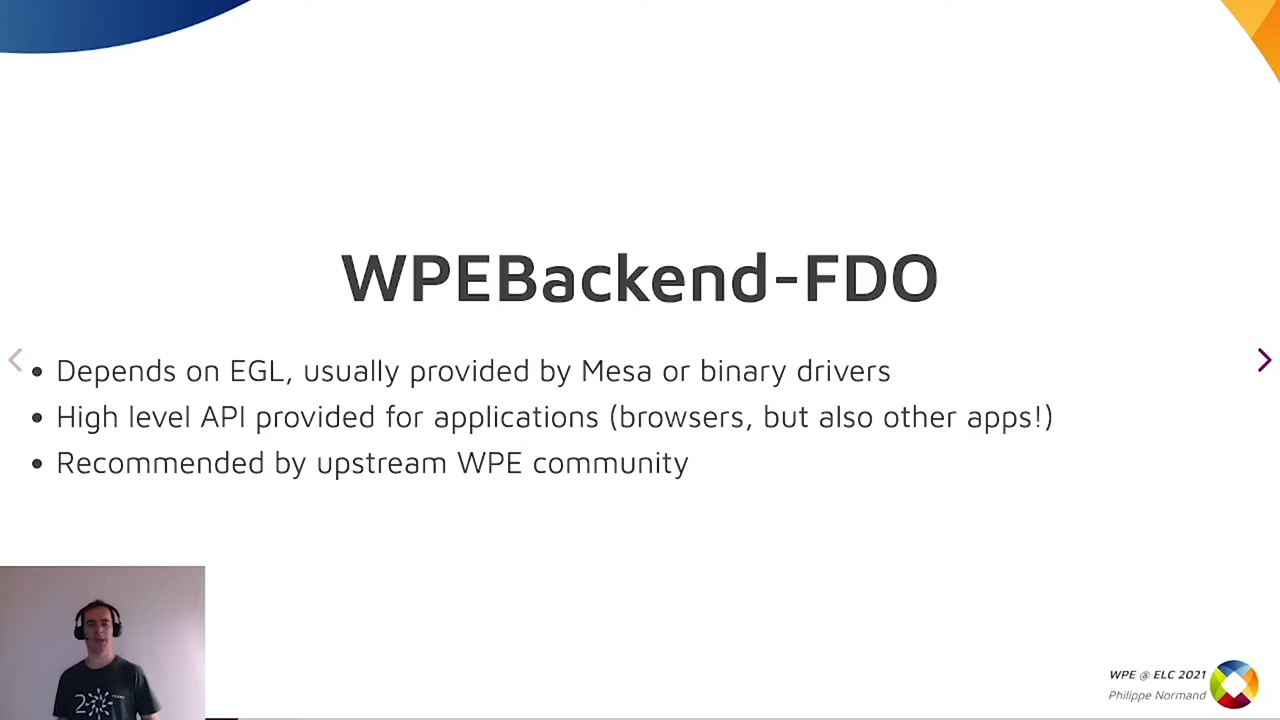 WPEBackend-FDO
• Depends on EGL, usually provided by Mesa or binary drivers
• High level API provided for applications (browsers, but also other apps!)
• Recommended by upstream WPE community
WPE @ ELC 2021
Philippe Normand